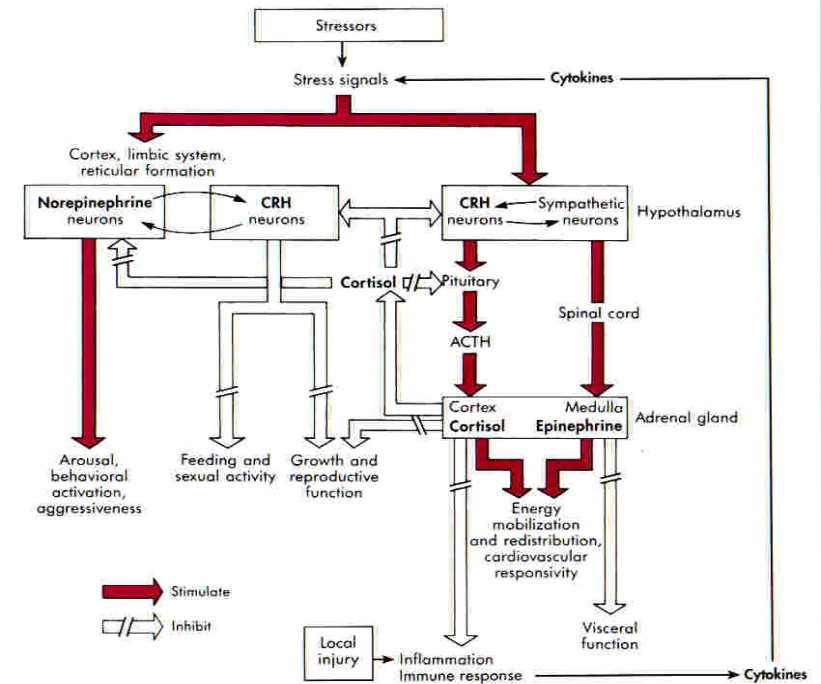 Stressors
Stress signals
Cytokines
Cortex, limbic system,
reticular formation
Norepinephrine
neurons
CRH
neurons
CRH
neurons
Sympathetic
neurons
Hypothalamus
Cortisol
Pituitary
Spinal cord
ACTH
Cortex
Cortisol
Medulla
Epinephrine
Adrenal gland
Arousal,
behavioral
activation,
aggressiveness
Feeding and
sexual activity
Growth and
reproductive
function
Energy
mobilization
and redistribution,
cardiovascular
responsivity
Stimulate
Inhibit
Visceral
function
Local
injury
Inflammation
Immune response
Cytokines